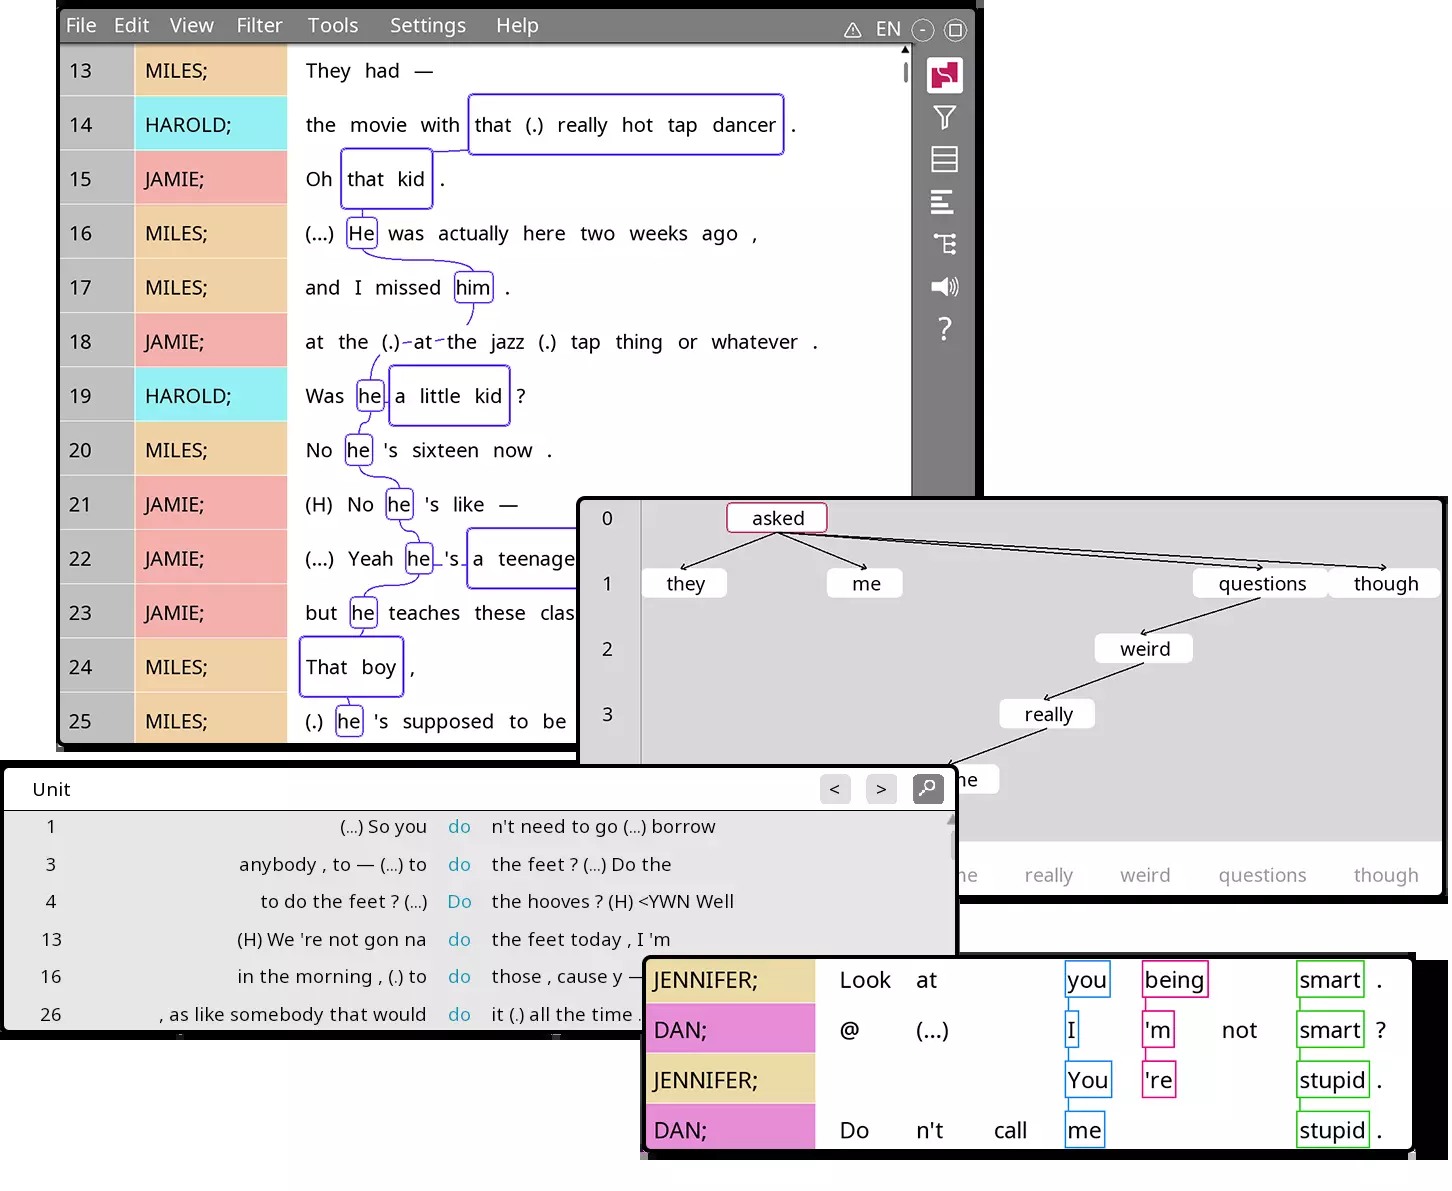 File Edit View Filter Tools Settings Help EN
13 MILES; They had —
14 HAROLD; the movie with that (.) really hot tap dancer .
15 JAMIE; Oh that kid .
16 MILES; (...) He was actually here two weeks ago ,
17 MILES; and I missed him .
18 JAMIE; at the (.) at the jazz (.) tap thing or whatever .
19 HAROLD; Was he a little kid ?
20 MILES; No he 's sixteen now .
21 JAMIE; (H) No he 's like —
22 JAMIE; (...) Yeah he 's a teenage
23 JAMIE; but he teaches these clas
24 MILES; That boy ,
25 MILES; (.) he 's supposed to be
?
0 asked
1 they me questions though
2 weird
3 really
really weird questions though
Unit < >
1 (...) So you do n't need to go (...) borrow
3 anybody , to — (...) to do the feet ? (...) Do the
4 to do the feet ? (...) Do the hooves ? (H) <YWN Well
13 (H) We 're not gon na do the feet today , I 'm
16 in the morning , (.) to do those , cause y —
26 , as like somebody that would do it (.) all the time .
JENNIFER; Look at you being smart .
DAN; @ (...) I 'm not smart ?
JENNIFER; You 're stupid .
DAN; Do n't call me stupid .